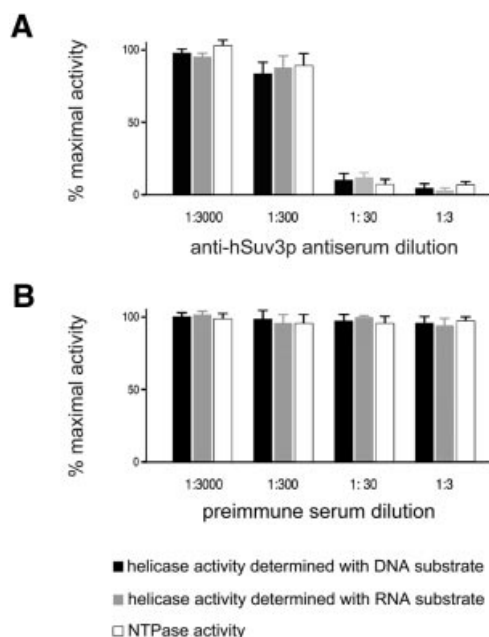 A
% maximal activity
100
50
0
1:3000 1:300 1: 30 1:3
anti-hSuv3p antiserum dilution
B
% maximal activity
100
50
0
1:3000 1:300 1: 30 1:3
preimmune serum dilution
helicase activity determined with DNA substrate
helicase activity determined with RNA substrate
NTPase activity